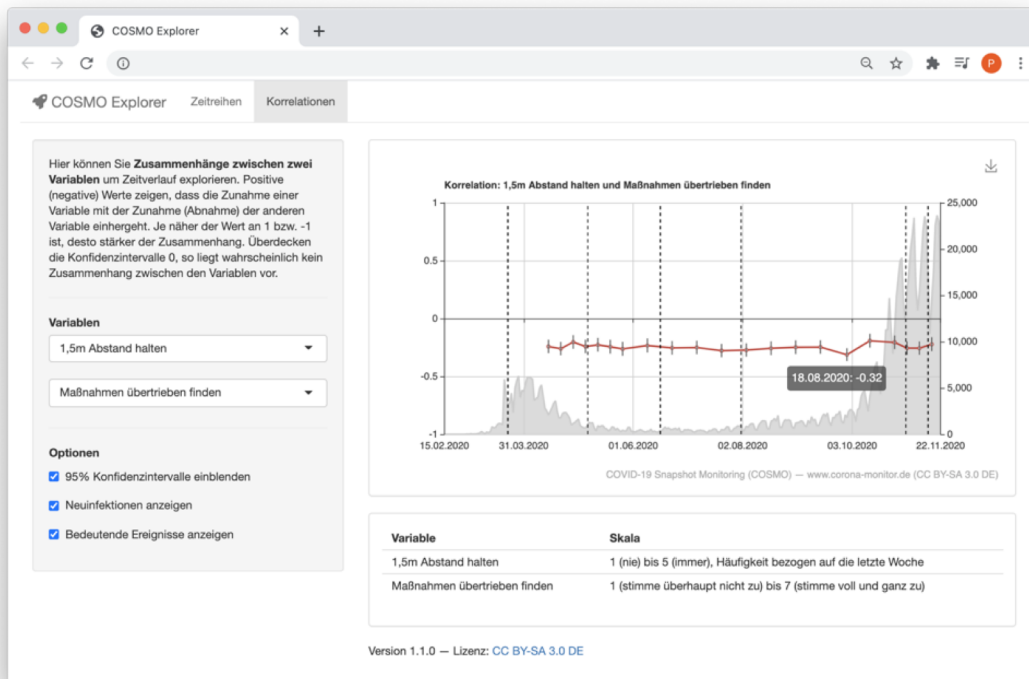 COSMO Explorer
COSMO Explorer
Zeitreihen
Korrelationen
P
Hier können Sie Zusammenhänge zwischen zwei
Variablen um Zeitverlauf explorieren. Positive
(negative) Werte zeigen, dass die Zunahme einer
Variable mit der Zunahme (Abnahme) der anderen
Variable einhergeht. Je näher der Wert an 1 bzw. -1
ist, desto stärker der Zusammenhang. Überdecken
die Konfidenzintervalle 0, so liegt wahrscheinlich kein
Zusammenhang zwischen den Variablen vor.
Variablen
1,5m Abstand halten
Maßnahmen übertrieben finden
Optionen
95% Konfidenzintervalle einblenden
Neuinfektionen anzeigen
Bedeutende Ereignisse anzeigen
Korrelation: 1,5m Abstand halten und Maßnahmen übertrieben finden
1
0.5
0
-0.5
-1
25,000
20,000
15,000
10,000
5,000
0
18.08.2020: -0.32
15.02.2020 31.03.2020 01.06.2020 02.08.2020 03.10.2020 22.11.2020
COVID-19 Snapshot Monitoring (COSMO) — www.corona-monitor.de (CC BY-SA 3.0 DE)
Variable Skala
1,5m Abstand halten 1 (nie) bis 5 (immer), Häufigkeit bezogen auf die letzte Woche
Maßnahmen übertrieben finden 1 (stimme überhaupt nicht zu) bis 7 (stimme voll und ganz zu)
Version 1.1.0 — Lizenz: CC BY-SA 3.0 DE